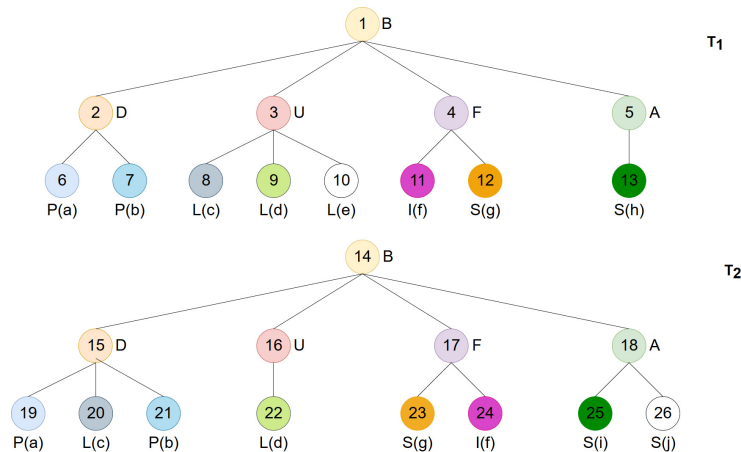 1 B
T1
2 D 3 U 4 F 5 A
6 7 8 9 10 11 12 13
P(a) P(b) L(c) L(d) L(e) I(f) S(g) S(h)
14 B
T2
15 D 16 U 17 F 18 A
19 20 21 22 23 24 25 26
P(a) L(c) P(b) L(d) S(g) I(f) S(i) S(j)